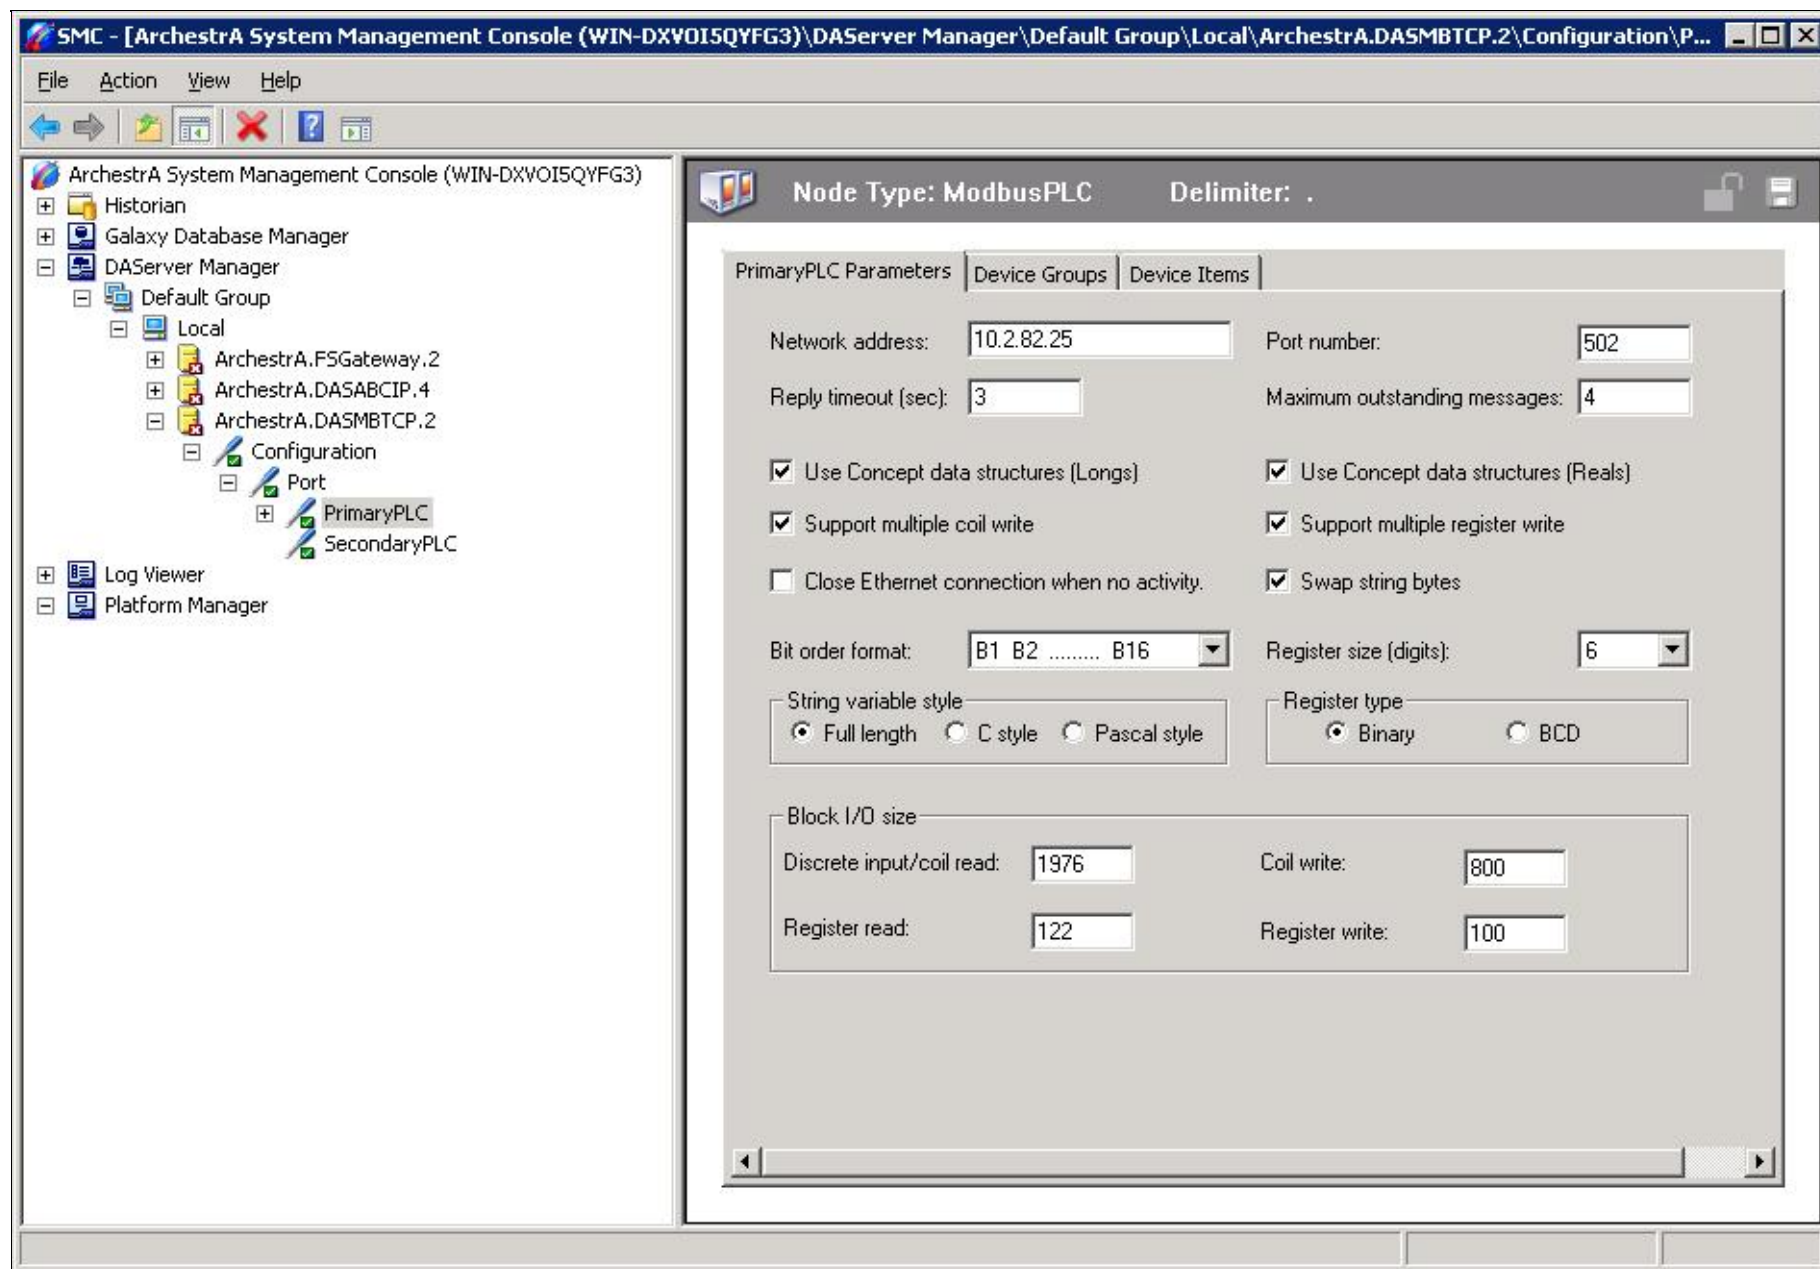 SMC - [ArchestrA System Management Console (WIN-DXVOI5QYFG3)\DAServer Manager\Default Group\Local\ArchestrA.DASMBTCP.2\Configuration\P...
File Action View Help
ArchestrA System Management Console (WIN-DXVOI5QYFG3)
Historian
Galaxy Database Manager
DAServer Manager
Default Group
Local
ArchestrA.FSGateway.2
ArchestrA.DASABCIP.4
ArchestrA.DASMBTCP.2
Configuration
Port
PrimaryPLC
SecondaryPLC
Log Viewer
Platform Manager
Node Type: ModbusPLC Delimiter: .
PrimaryPLC Parameters Device Groups Device Items
Network address: 10.2.82.25 Port number: 502
Reply timeout (sec): 3 Maximum outstanding messages: 4
Use Concept data structures (Longs) Use Concept data structures (Reals)
Support multiple coil write Support multiple register write
Close Ethernet connection when no activity. Swap string bytes
Bit order format: B1 B2 ......... B16 Register size (digits): 6
String variable style Register type
Full length C style Pascal style Binary BCD
Block I/O size
Discrete input/coil read: 1976 Coil write: 800
Register read: 122 Register write: 100